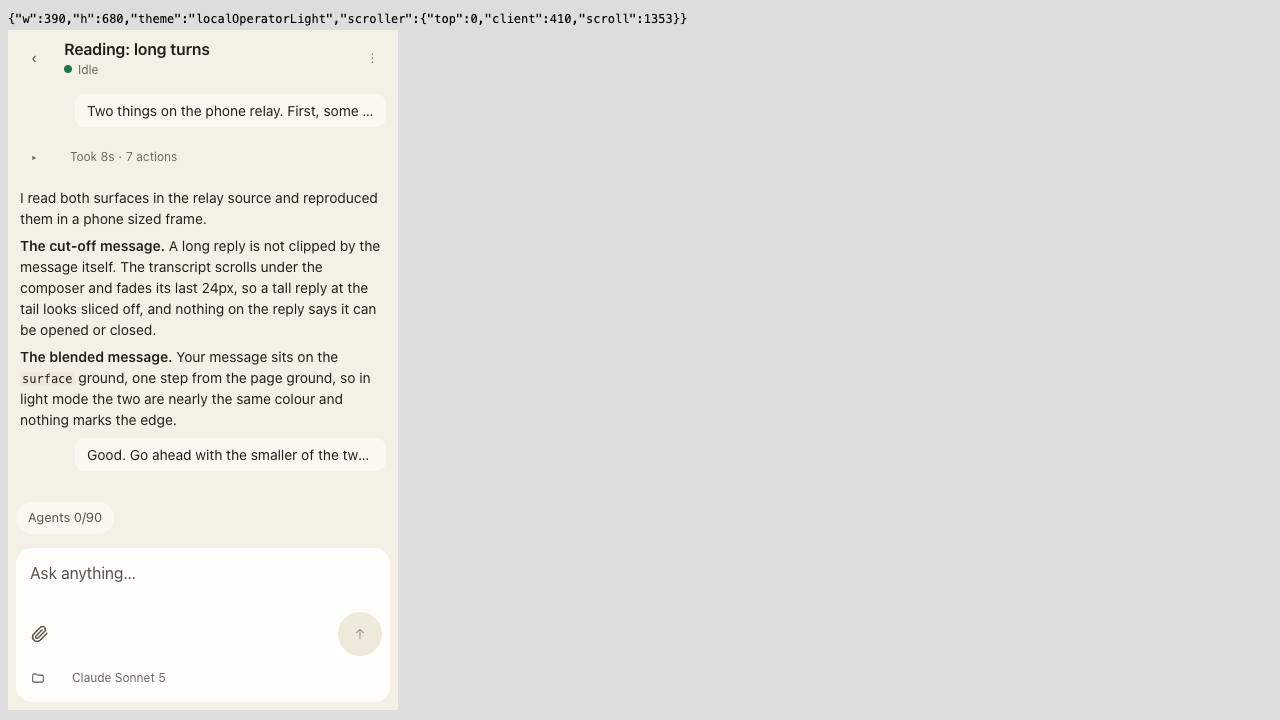 {"w":390,"h":680,"theme":"localOperatorLight","scroller":{"top":0,"client":410,"scroll":1353}}
Reading: long turns
Idle
Two things on the phone relay. First, some ...
Took 8s · 7 actions
I read both surfaces in the relay source and reproduced
them in a phone sized frame.
The cut-off message. A long reply is not clipped by the
message itself. The transcript scrolls under the
composer and fades its last 24px, so a tall reply at the
tail looks sliced off, and nothing on the reply says it can
be opened or closed.
The blended message. Your message sits on the
surface ground, one step from the page ground, so in
light mode the two are nearly the same colour and
nothing marks the edge.
Good. Go ahead with the smaller of the tw...
Agents 0/90
Ask anything...
Claude Sonnet 5